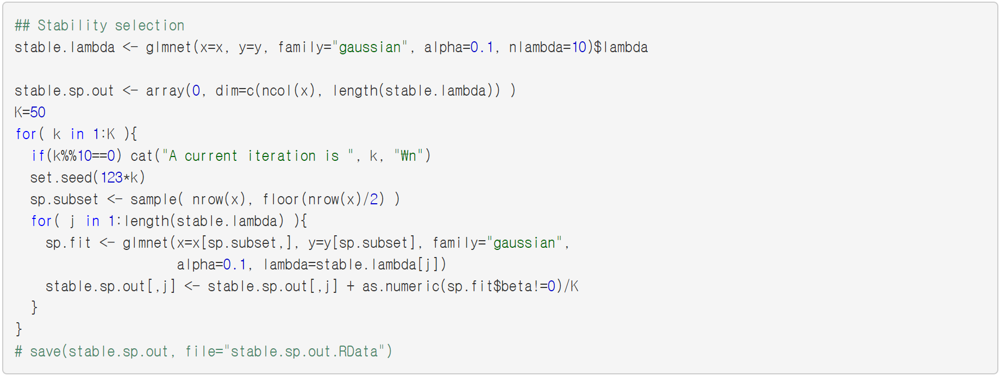 ## Stability selection
stable.lambda <- glmnet(x=x, y=y, family="gaussian", alpha=0.1, nlambda=10)$lambda
stable.sp.out <- array(0, dim=c(ncol(x), length(stable.lambda)) )
K=50
for( k in 1:K ){
  if(k%%10==0) cat("A current iteration is ", k, "₩n")
  set.seed(123*k)
  sp.subset <- sample( nrow(x), floor(nrow(x)/2) )
  for( j in 1:length(stable.lambda) ){
    sp.fit <- glmnet(x=x[sp.subset,], y=y[sp.subset], family="gaussian",
                     alpha=0.1, lambda=stable.lambda[j])
    stable.sp.out[,j] <- stable.sp.out[,j] + as.numeric(sp.fit$beta!=0)/K
  }
}
# save(stable.sp.out, file="stable.sp.out.RData")